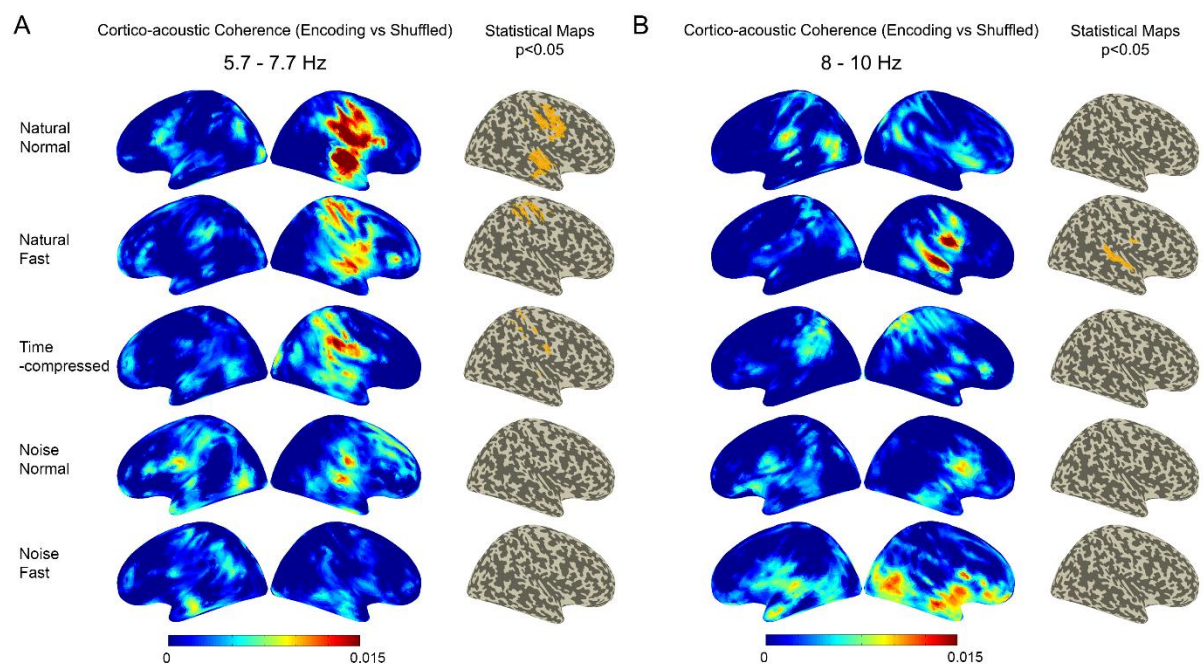 A
Cortico-acoustic Coherence (Encoding vs Shuffled)
5.7 - 7.7 Hz
Statistical Maps
p<0.05
Natural
Normal
Natural
Fast
Time
-compressed
Noise
Normal
Noise
Fast
0
0.015
B
Cortico-acoustic Coherence (Encoding vs Shuffled)
8 - 10 Hz
Statistical Maps
p<0.05
0
0.015